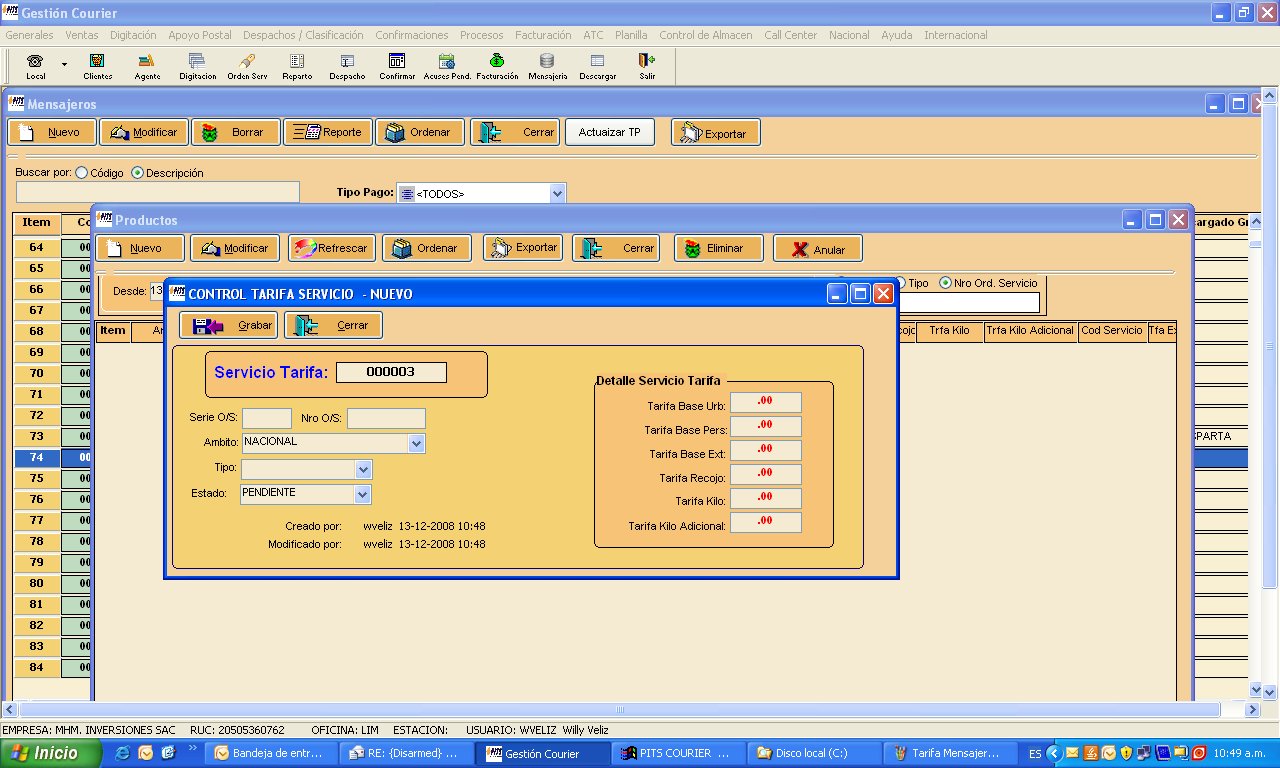 Gestión Courier
Generales Ventas Digitación Apoyo Postal Despachos / Clasificación Confirmaciones Procesos Facturación ATC Planilla Control de Almacen Call Center Nacional Ayuda Internacional
Local Clientes Agente Digitacion Orden Serv Reparto Despacho Confirmar Acuses Pend. Facturación Mensajeria Descargar Salir
Mensajeros
Nuevo Modificar Borrar Reporte Ordenar Cerrar Actuaizar TP Exportar
Buscar por: Código Descripción
Tipo Pago: <TODOS>
Item Co argado Gu
Productos
Nuevo Modificar Refrescar Ordenar Exportar Cerrar Eliminar Anular
Desde: 13 Tipo Nro Ord. Servicio
Item Trfa Kilo Trfa Kilo Adicional Cod Servicio Tfa Ex
CONTROL TARIFA SERVICIO - NUEVO
Grabar Cerrar
Servicio Tarifa: 000003
Serie O/S: Nro O/S:
Ambito: NACIONAL
Tipo:
Estado: PENDIENTE
Creado por: wveliz 13-12-2008 10:48
Modificado por: wveliz 13-12-2008 10:48
Detalle Servicio Tarifa
Tarifa Base Urb: .00
Tarifa Base Pers: .00
Tarifa Base Ext: .00
Tarifa Recojo: .00
Tarifa Kilo: .00
Tarifa Kilo Adicional: .00
64 00
65 00
66 00
67 00
68 00
69 00
70 00
71 00
72 00
73 00 SPARTA
74 00
75 00
76 00
77 00
78 00
79 00
80 00
81 00
82 00
83 00
84 00
EMPRESA: MHM. INVERSIONES SAC RUC: 20505360762 OFICINA: LIM ESTACION: USUARIO: WVELIZ Willy Veliz
Inicio Bandeja de entr... RE: {Disarmed} ... Gestión Courier PITS COURIER ... Disco local (C:) Tarifa Mensajer... ES 10:49 a.m.